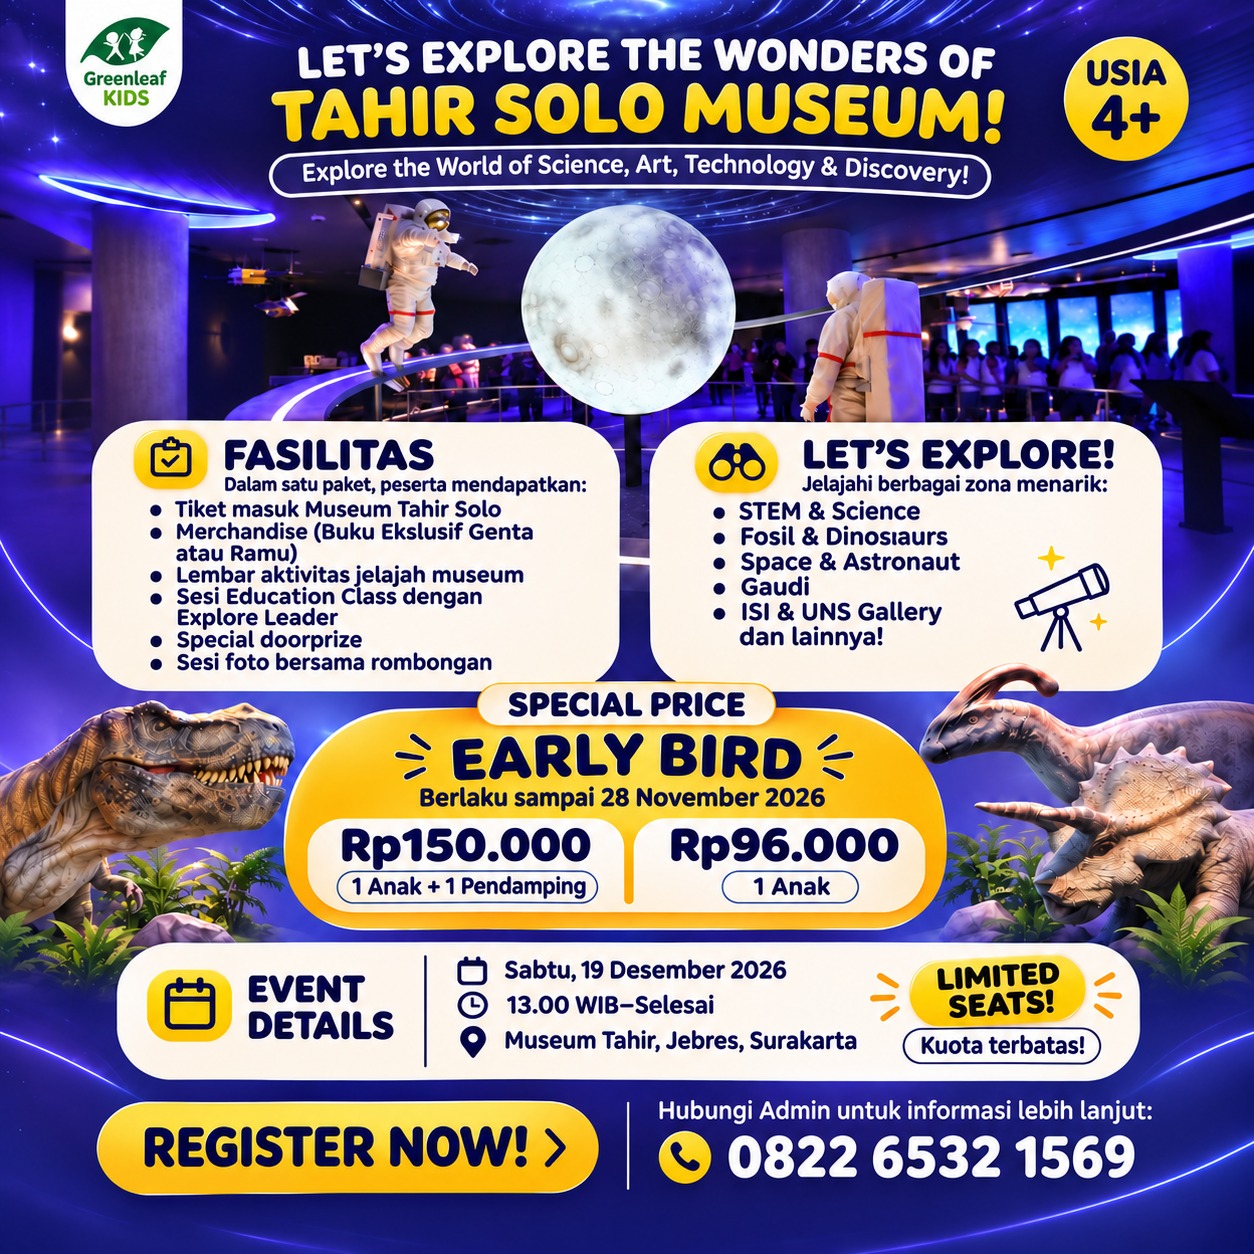 Greenleaf
KIDS
LET'S EXPLORE THE WONDERS OF
TAHIR SOLO MUSEUM!
Explore the World of Science, Art, Technology & Discovery!
USIA
4+
FASILITAS
Dalam satu paket, peserta mendapatkan:
• Tiket masuk Museum Tahir Solo
• Merchandise (Buku Ekslusif Genta
atau Ramu)
• Lembar aktivitas jelajah museum
• Sesi Education Class dengan
Explore Leader
• Special doorprize
• Sesi foto bersama rombongan
LET'S EXPLORE!
Jelajahi berbagai zona menarik:
• STEM & Science
• Fosil & Dinosıaurs
• Space & Astronaut
• Gaudi
• ISI & UNS Gallery
dan lainnya!
SPECIAL PRICE
EARLY BIRD
Berlaku sampai 28 November 2026
Rp150.000
1 Anak + 1 Pendamping
Rp96.000
1 Anak
EVENT
DETAILS
Sabtu, 19 Desember 2026
13.00 WIB–Selesai
Museum Tahir, Jebres, Surakarta
LIMITED
SEATS!
Kuota terbatas!
REGISTER NOW!
Hubungi Admin untuk informasi lebih lanjut:
0822 6532 1569